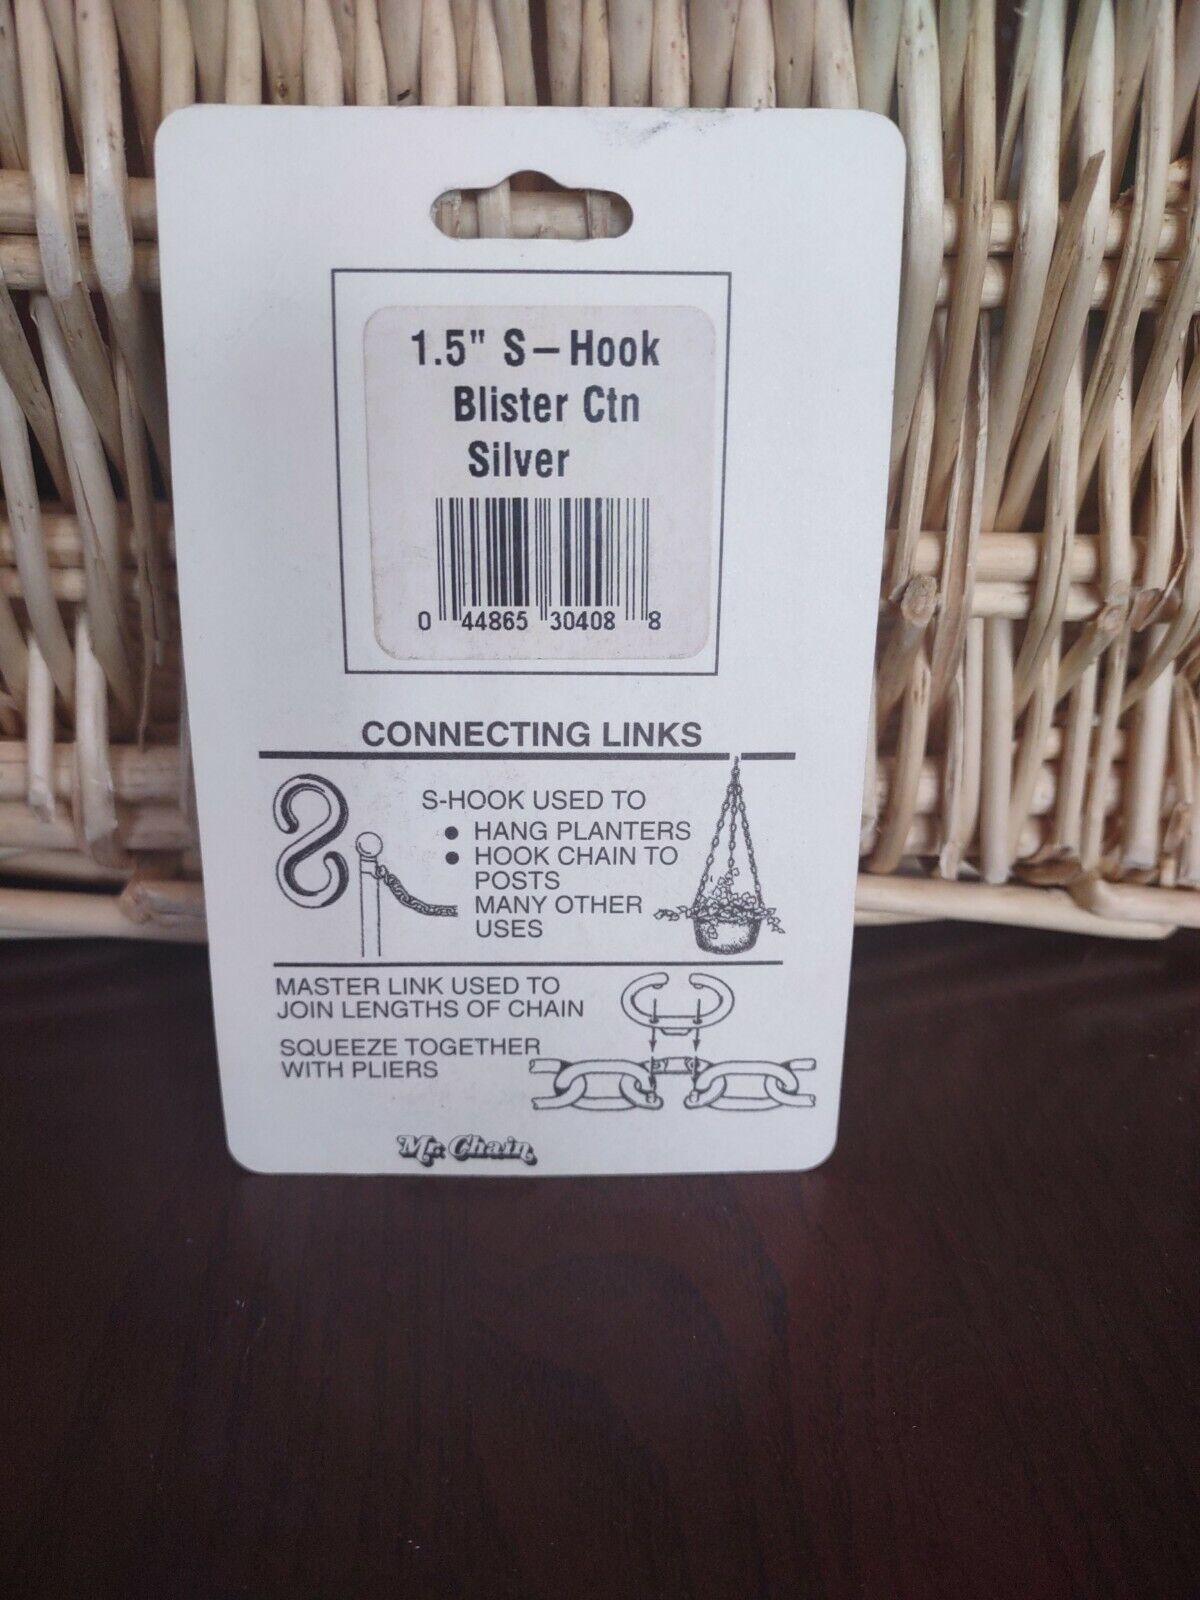 1.5" S-Hook
Blister Ctn
Silver
0 44865 30408 8
CONNECTING LINKS
S-HOOK USED TO
• HANG PLANTERS
• HOOK CHAIN TO
POSTS
MANY OTHER
USES
MASTER LINK USED TO
JOIN LENGTHS OF CHAIN
SQUEEZE TOGETHER
WITH PLIERS
Mr. Chain